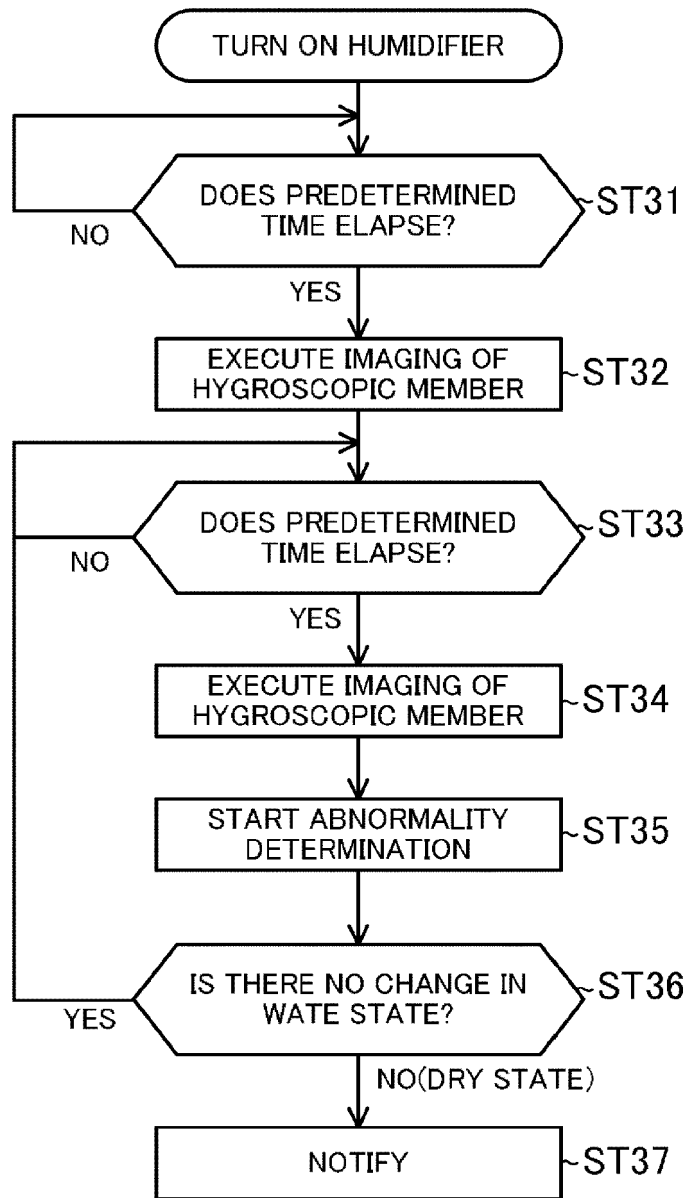 TURN ON HUMIDIFIER
DOES PREDETERMINED
TIME ELAPSE?
~ST31
NO
YES
EXECUTE IMAGING OF
HYGROSCOPIC MEMBER
~ST32
DOES PREDETERMINED
TIME ELAPSE?
~ST33
NO
YES
EXECUTE IMAGING OF
HYGROSCOPIC MEMBER
~ST34
START ABNORMALITY
DETERMINATION
~ST35
IS THERE NO CHANGE IN
WATE STATE?
~ST36
YES
NO(DRY STATE)
NOTIFY
~ST37